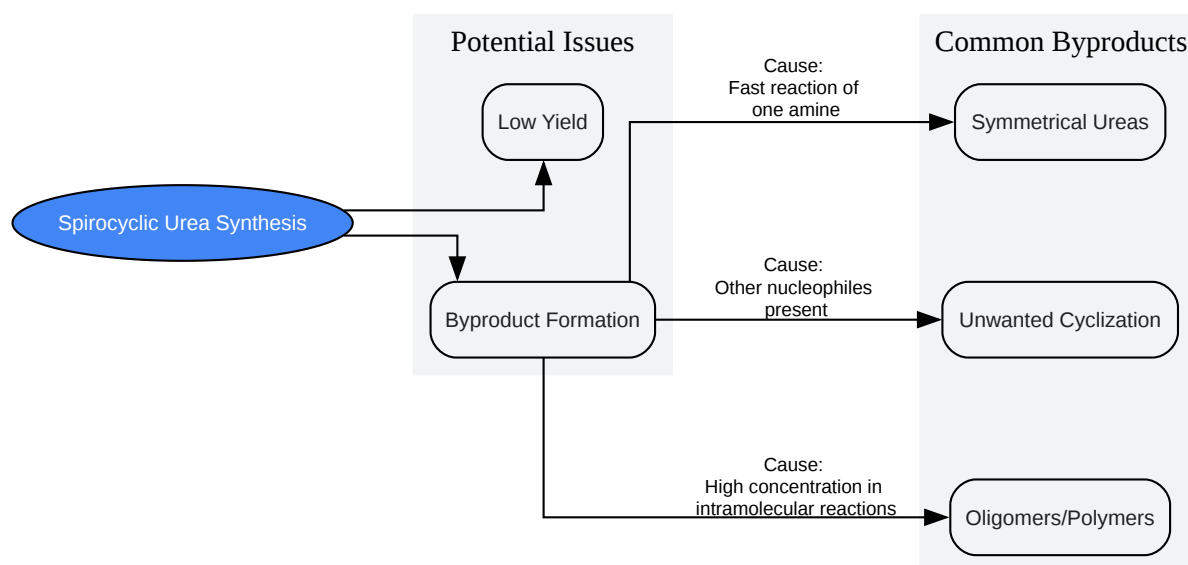 Potential Issues
Common Byproducts
Cause:
Fast reaction of
one amine
Low Yield
Symmetrical Ureas
Spirocyclic Urea Synthesis
Cause:
Other nucleophiles
present
Byproduct Formation
Unwanted Cyclization
Cause:
High concentration in
intramolecular reactions
Oligomers/Polymers